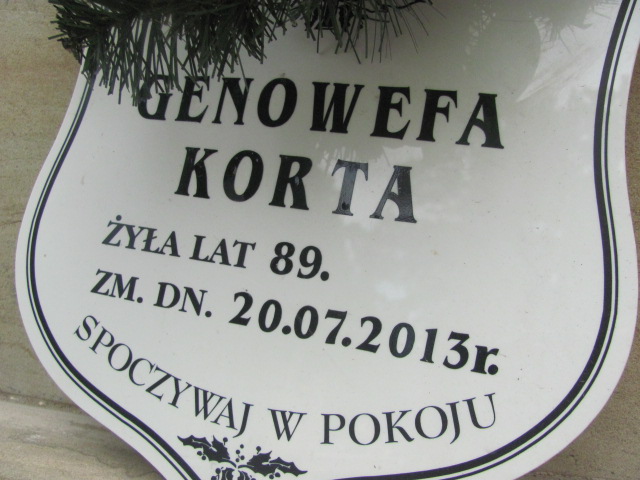 GENOWEFA
KORTA
ŻYŁA LAT 89.
ZM. DN. 20.07.2013r.
SPOCZYWAJ W POKOJU